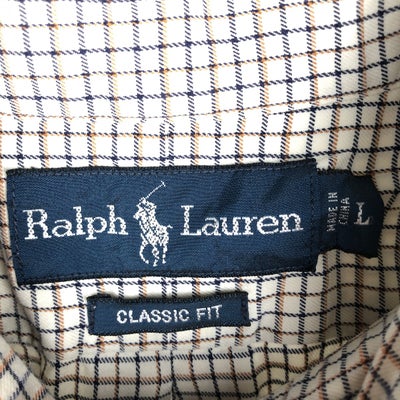 Ralph Lauren
MADE IN
CHINA
L
CLASSIC FIT